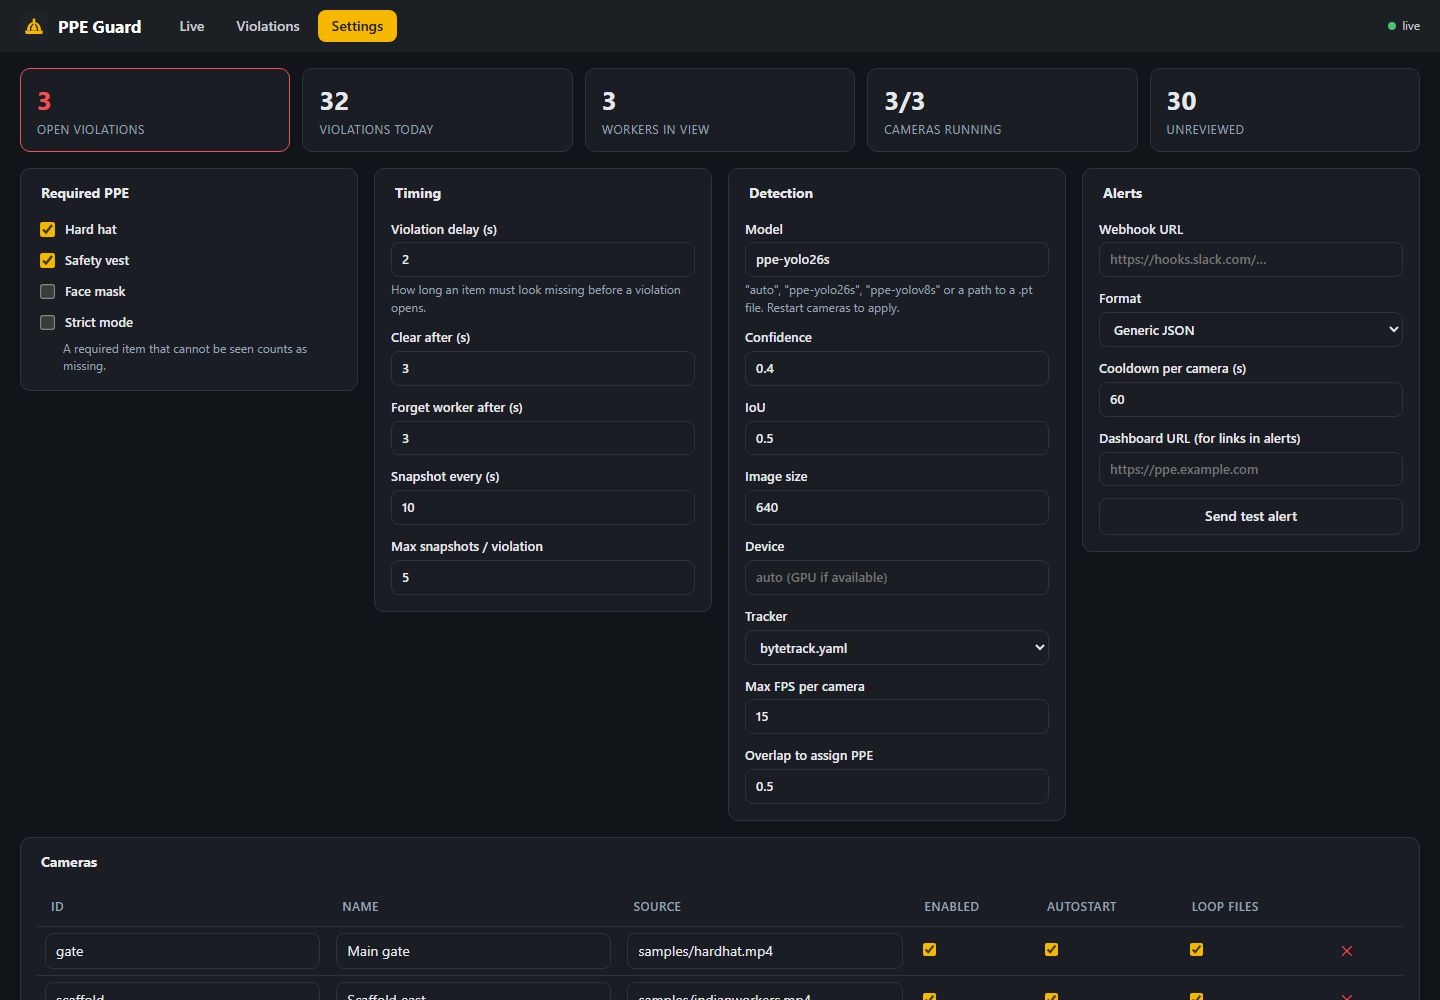 PPE Guard
Live
Violations
Settings
live
3
OPEN VIOLATIONS
32
VIOLATIONS TODAY
3
WORKERS IN VIEW
3/3
CAMERAS RUNNING
30
UNREVIEWED
Required PPE
Hard hat
Safety vest
Face mask
Strict mode
A required item that cannot be seen counts as
missing.
Timing
Violation delay (s)
2
How long an item must look missing before a violation
opens.
Clear after (s)
3
Forget worker after (s)
3
Snapshot every (s)
10
Max snapshots / violation
5
Detection
Model
ppe-yolo26s
"auto", "ppe-yolo26s", "ppe-yolov8s" or a path to a .pt
file. Restart cameras to apply.
Confidence
0.4
IoU
0.5
Image size
640
Device
auto (GPU if available)
Tracker
bytetrack.yaml
Max FPS per camera
15
Overlap to assign PPE
0.5
Alerts
Webhook URL
https://hooks.slack.com/...
Format
Generic JSON
Cooldown per camera (s)
60
Dashboard URL (for links in alerts)
https://ppe.example.com
Send test alert
Cameras
ID NAME SOURCE ENABLED AUTOSTART LOOP FILES
gate Main gate samples/hardhat.mp4
scaffold Scaffold east samples/indianworkers.mp4